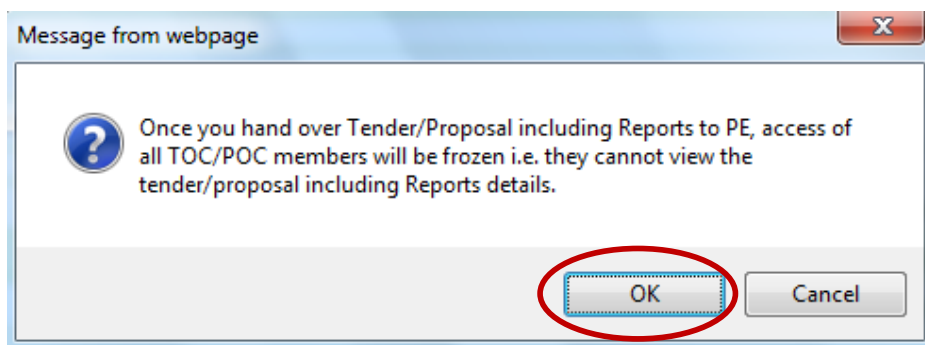 Message from webpage
Once you hand over Tender/Proposal including Reports to PE, access of
all TOC/POC members will be frozen i.e. they cannot view the
tender/proposal including Reports details.
OK
Cancel